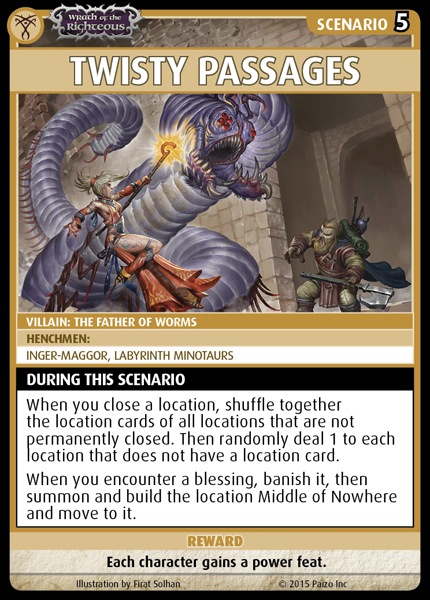 Wrath of the
Righteous
SCENARIO 5
TWISTY PASSAGES
VILLAIN: THE FATHER OF WORMS
HENCHMEN:
INGER-MAGGOR, LABYRINTH MINOTAURS
DURING THIS SCENARIO
When you close a location, shuffle together
the location cards of all locations that are not
permanently closed. Then randomly deal 1 to each
location that does not have a location card.
When you encounter a blessing, banish it, then
summon and build the location Middle of Nowhere
and move to it.
REWARD
Each character gains a power feat.
Illustration by Firat Solhan © 2015 Paizo Inc